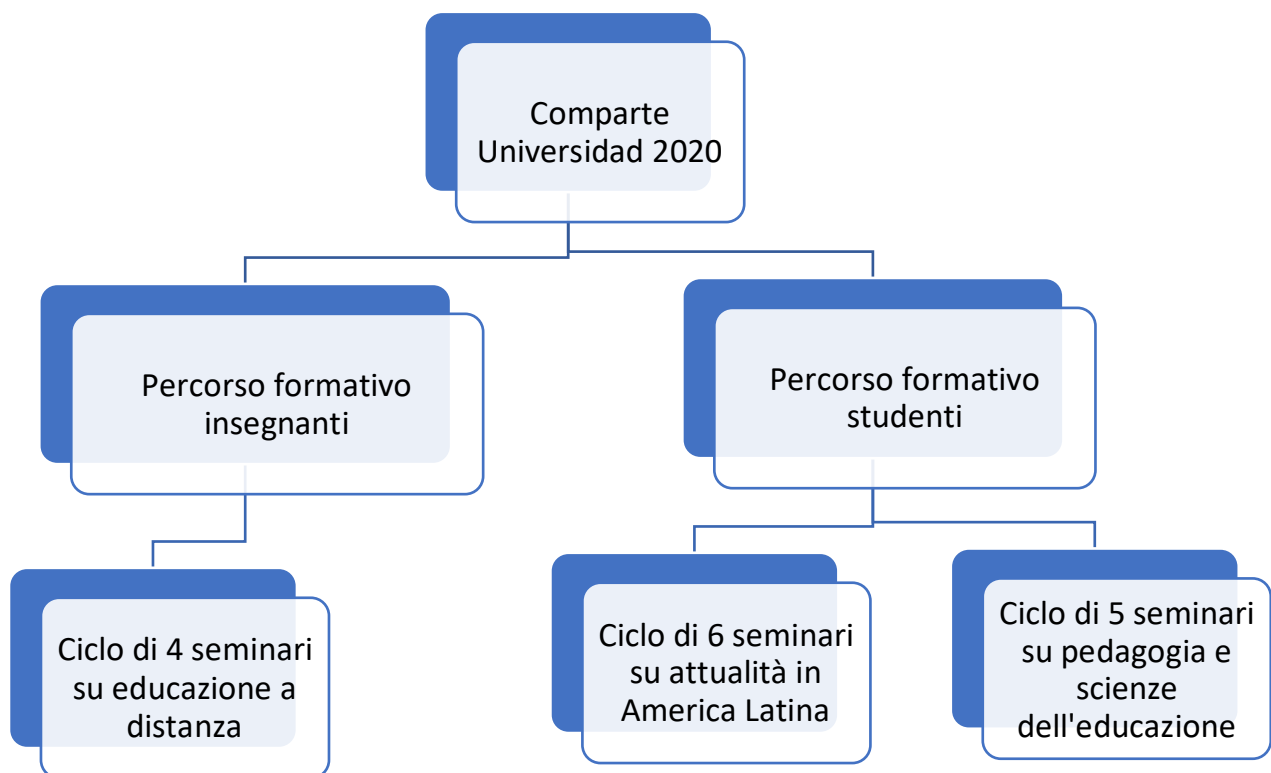 Comparte
Universidad 2020
Percorso formativo
insegnanti
Percorso formativo
studenti
Ciclo di 4 seminari
su educazione a
distanza
Ciclo di 6 seminari
su attualità in
America Latina
Ciclo di 5 seminari
su pedagogia e
scienze
dell'educazione